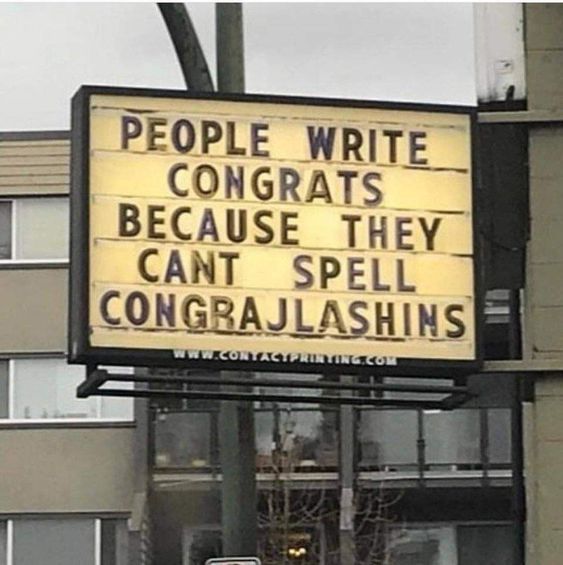 PEOPLE WRITE
CONGRATS
BECAUSE THEY
CANT SPELL
CONGRAJLASHINS
WWW.CONTACTPRINTING.COM